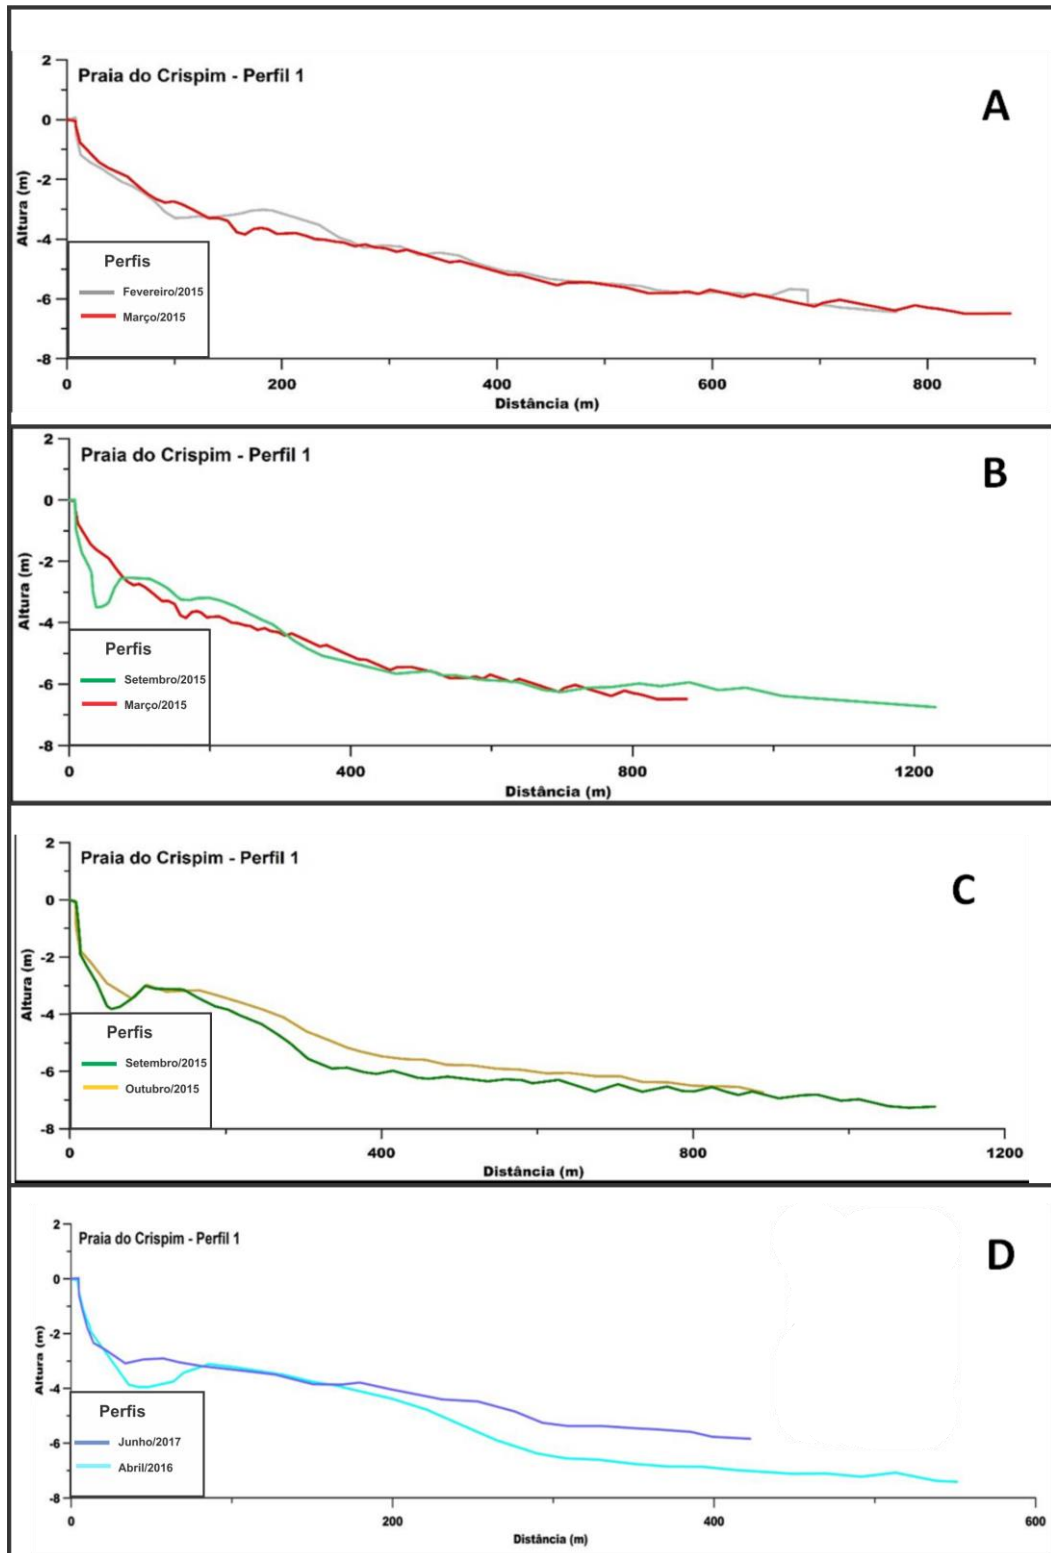 Praia do Crispim - Perfil 1
A
2
0
-2
-4
-6
-8
Altura (m)
Perfis
Fevereiro/2015
Março/2015
0 200 400 600 800
Distância (m)
Praia do Crispim - Perfil 1
B
2
0
-2
-4
-6
-8
Altura (m)
Perfis
Setembro/2015
Março/2015
0 400 800 1200
Distância (m)
Praia do Crispim - Perfil 1
C
2
0
-2
-4
-6
-8
Altura (m)
Perfis
Setembro/2015
Outubro/2015
0 400 800 1200
Distância (m)
Praia do Crispim - Perfil 1
D
2
0
-2
-4
-6
-8
Altura (m)
Perfis
Junho/2017
Abril/2016
0 200 400 600
Distância (m)